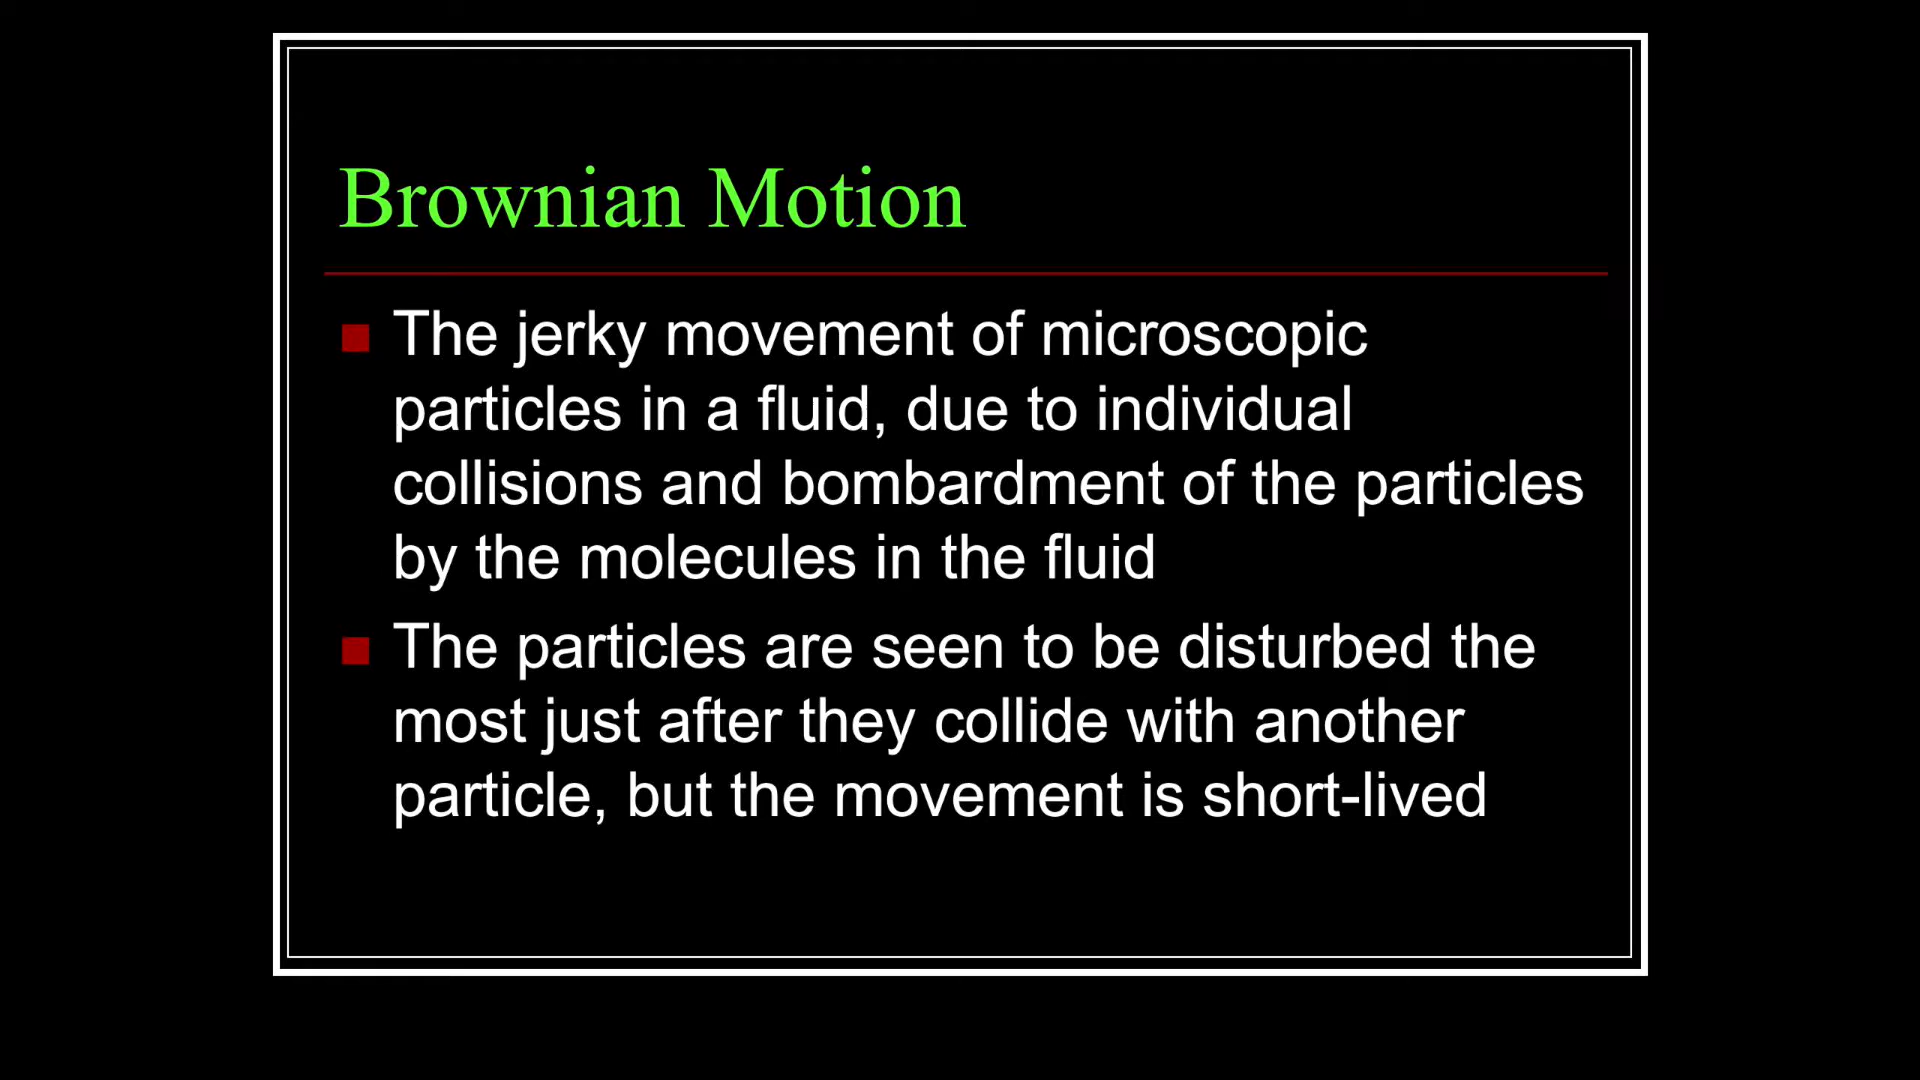 Brownian Motion
The jerky movement of microscopic
particles in a fluid, due to individual
collisions and bombardment of the particles
by the molecules in the fluid
The particles are seen to be disturbed the
most just after they collide with another
particle, but the movement is short-lived